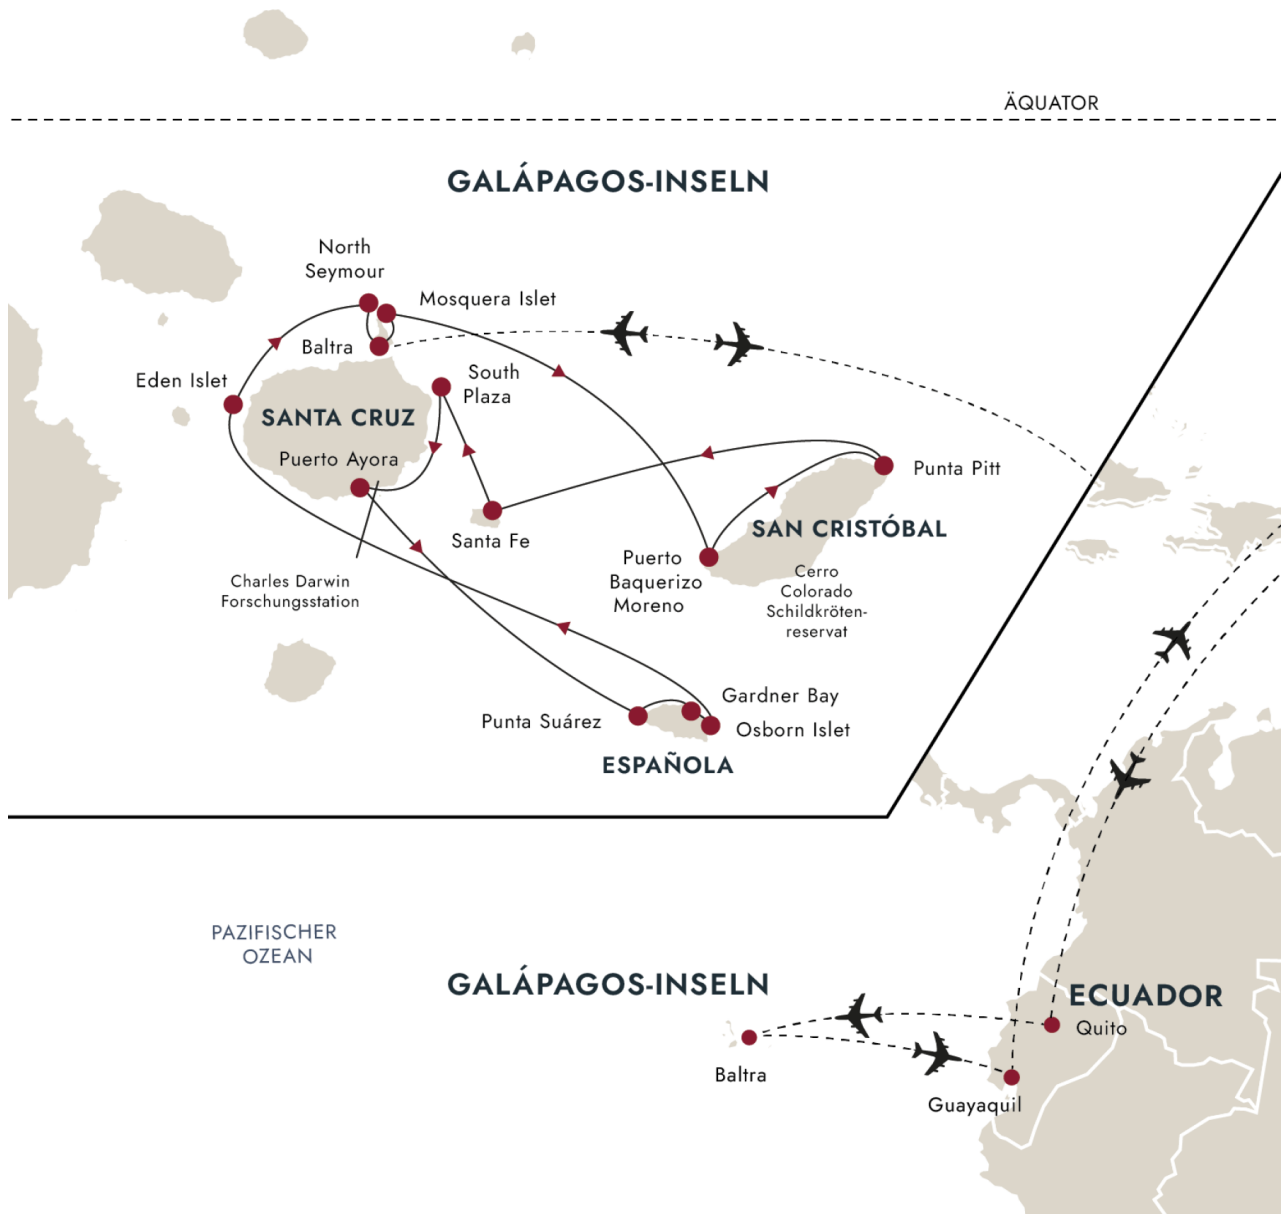 ÄQUATOR
GALÁPAGOS-INSELN
North
Seymour
Mosquera Islet
Baltra
South
Plaza
Eden Islet
SANTA CRUZ
Puerto Ayora
Punta Pitt
Santa Fe
SAN CRISTÓBAL
Puerto
Baquerizo
Moreno
Cerro
Colorado
Schildkröten-
reservat
Charles Darwin
Forschungsstation
Gardner Bay
Punta Suárez
Osborn Islet
ESPAÑOLA
PAZIFISCHER
OZEAN
GALÁPAGOS-INSELN
ECUADOR
Quito
Baltra
Guayaquil